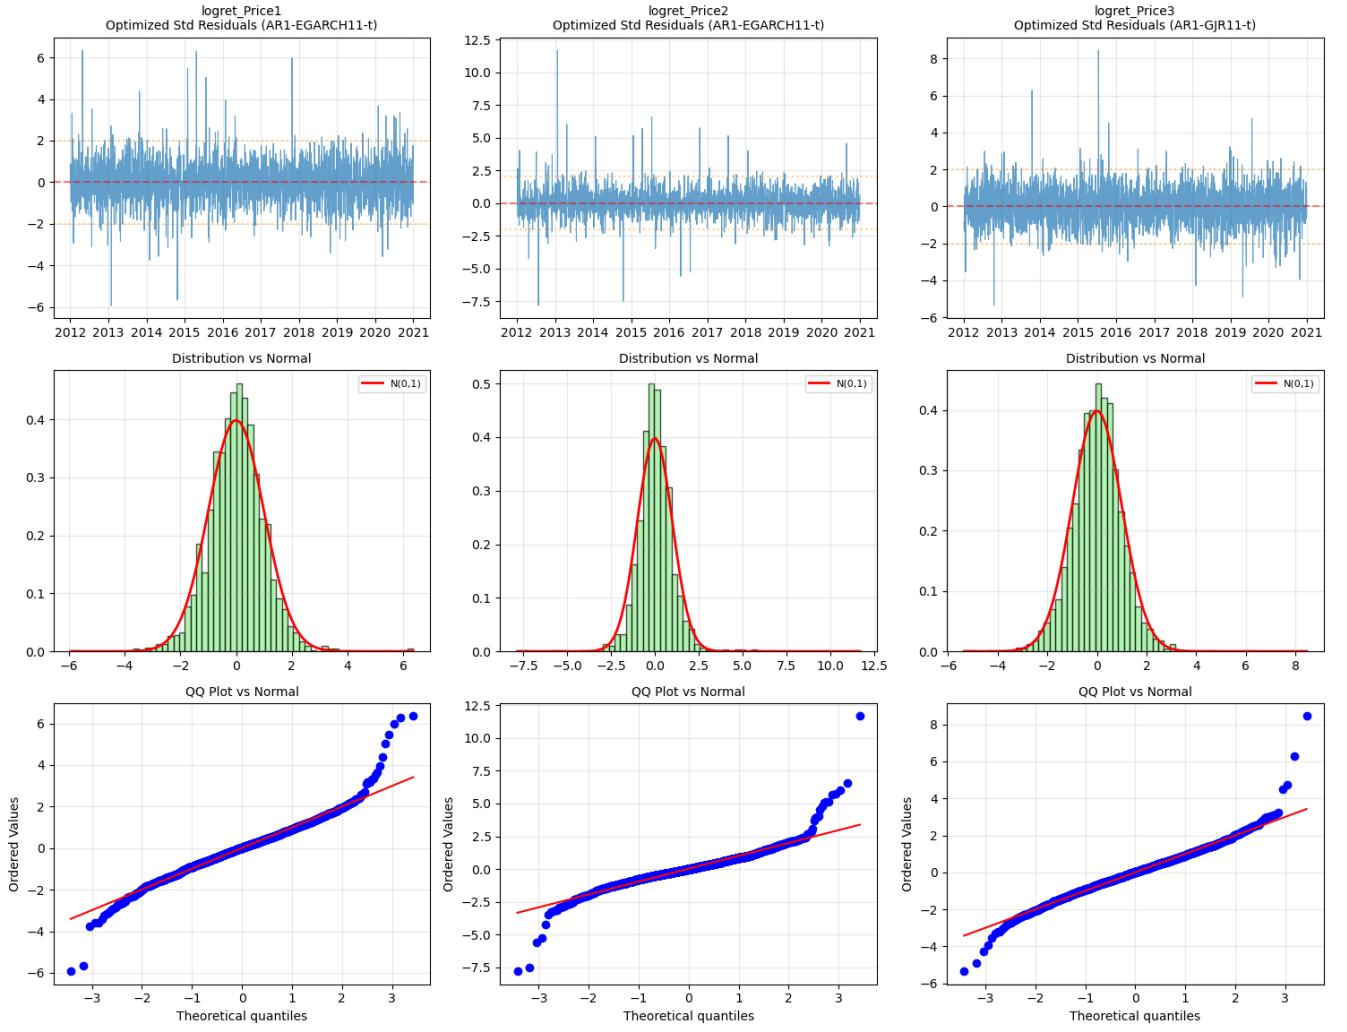 logret_Price1
Optimized Std Residuals (AR1-EGARCH11-t)
6
4
2
0
−2
−4
−6
2012 2013 2014 2015 2016 2017 2018 2019 2020 2021
logret_Price2
Optimized Std Residuals (AR1-EGARCH11-t)
12.5
10.0
7.5
5.0
2.5
0.0
−2.5
−5.0
−7.5
2012 2013 2014 2015 2016 2017 2018 2019 2020 2021
logret_Price3
Optimized Std Residuals (AR1-GJR11-t)
8
6
4
2
0
−2
−4
−6
2012 2013 2014 2015 2016 2017 2018 2019 2020 2021
Distribution vs Normal
N(0,1)
0.4
0.3
0.2
0.1
0.0
−6 −4 −2 0 2 4 6
Distribution vs Normal
N(0,1)
0.5
0.4
0.3
0.2
0.1
0.0
−7.5 −5.0 −2.5 0.0 2.5 5.0 7.5 10.0 12.5
Distribution vs Normal
N(0,1)
0.4
0.3
0.2
0.1
0.0
−6 −4 −2 0 2 4 6 8
QQ Plot vs Normal
Ordered Values
6
4
2
0
−2
−4
−6
−3 −2 −1 0 1 2 3
Theoretical quantiles
QQ Plot vs Normal
Ordered Values
12.5
10.0
7.5
5.0
2.5
0.0
−2.5
−5.0
−7.5
−3 −2 −1 0 1 2 3
Theoretical quantiles
QQ Plot vs Normal
Ordered Values
8
6
4
2
0
−2
−4
−6
−3 −2 −1 0 1 2 3
Theoretical quantiles